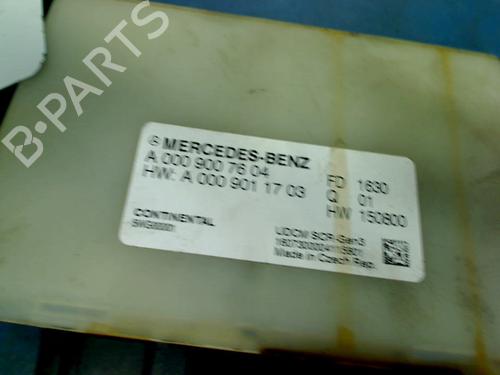 B-PARTS
MERCEDES-BENZ
A 000 900 76 04
HW: A 000 901 17 03
FD 1630
Q 01
HW 150800
CONTINENTAL
UDCM SCR-Gen3
Made in Czech Rep.